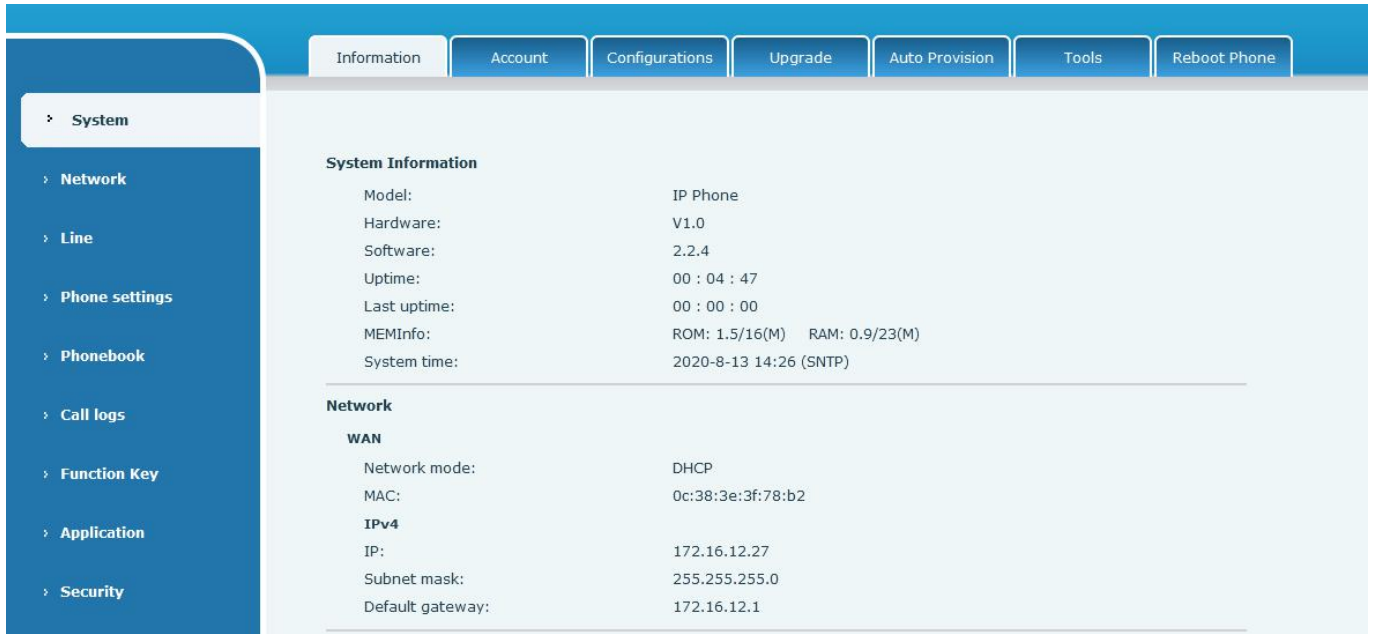 Information Account Configurations Upgrade Auto Provision Tools Reboot Phone
System
Network
Line
Phone settings
Phonebook
Call logs
Function Key
Application
Security
System Information
Model: IP Phone
Hardware: V1.0
Software: 2.2.4
Uptime: 00 : 04 : 47
Last uptime: 00 : 00 : 00
MEMInfo: ROM: 1.5/16(M) RAM: 0.9/23(M)
System time: 2020-8-13 14:26 (SNTP)
Network
WAN
Network mode: DHCP
MAC: 0c:38:3e:3f:78:b2
IPv4
IP: 172.16.12.27
Subnet mask: 255.255.255.0
Default gateway: 172.16.12.1